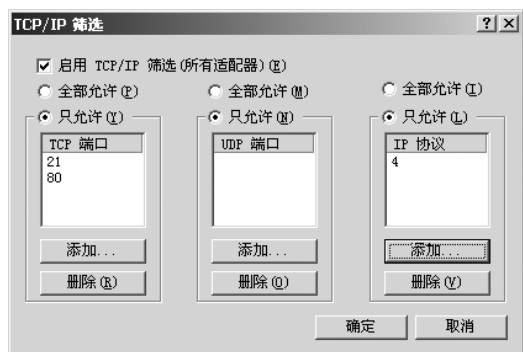 TCP/IP 筛选
启用 TCP/IP 筛选(所有适配器)(E)
全部允许(P) 全部允许(M) 全部允许(I)
只允许(Y) 只允许(N) 只允许(L)
TCP 端口 UDP 端口 IP 协议
21 4
80
添加... 添加... 添加...
删除(R) 删除(O) 删除(V)
确定 取消